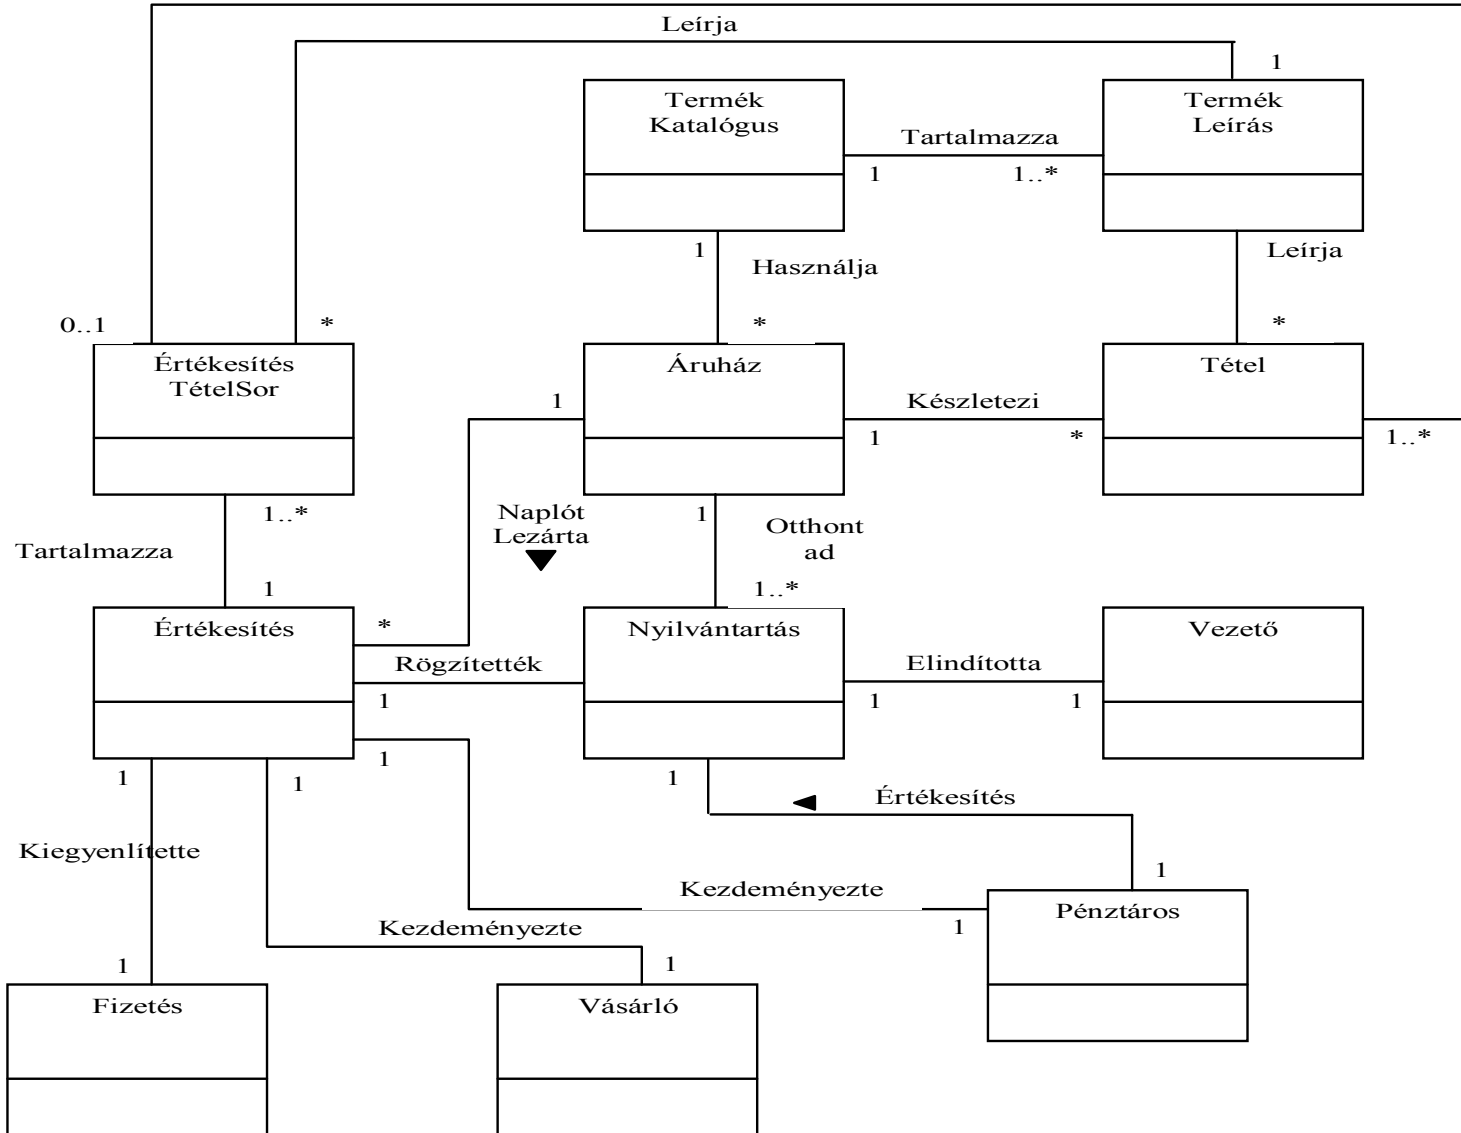 Leírja
1
Termék
Katalógus
Termék
Leírás
Tartalmazza
1
1..*
1
Használja
Leírja
0..1
*
*
*
Értékesítés
TételSor
Áruház
Tétel
1
Készletezi
1
*
1..*
1..*
Naplót
Lezárta
1
Otthont
ad
Tartalmazza
1
1..*
Értékesítés
*
Nyilvántartás
Vezető
Rögzítették
Elindította
1
1
1
1
1
1
1
Értékesítés
Kiegyenlítette
1
Kezdeményezte
1
Pénztáros
Kezdeményezte
1
1
Fizetés
Vásárló